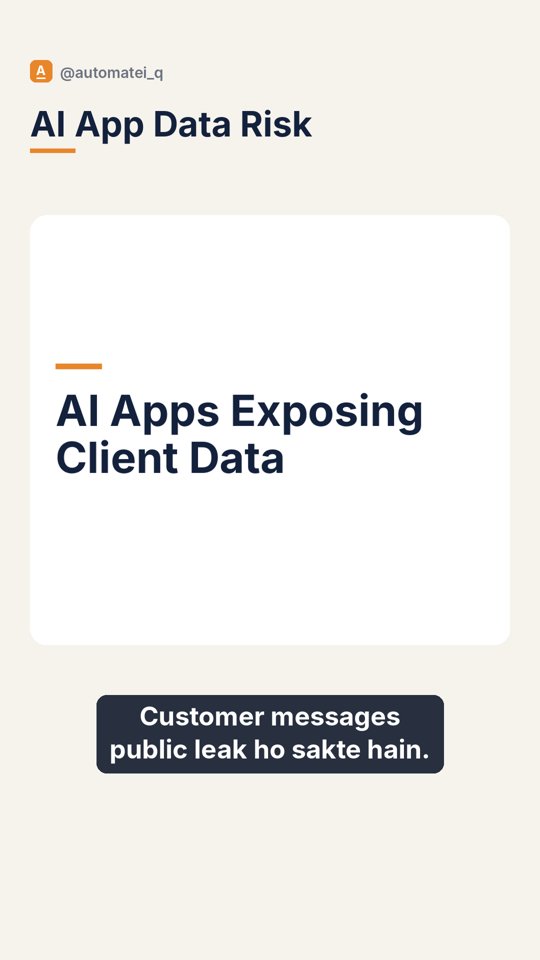 A
@automatei_q
AI App Data Risk
AI Apps Exposing
Client Data
Customer messages
public leak ho sakte hain.